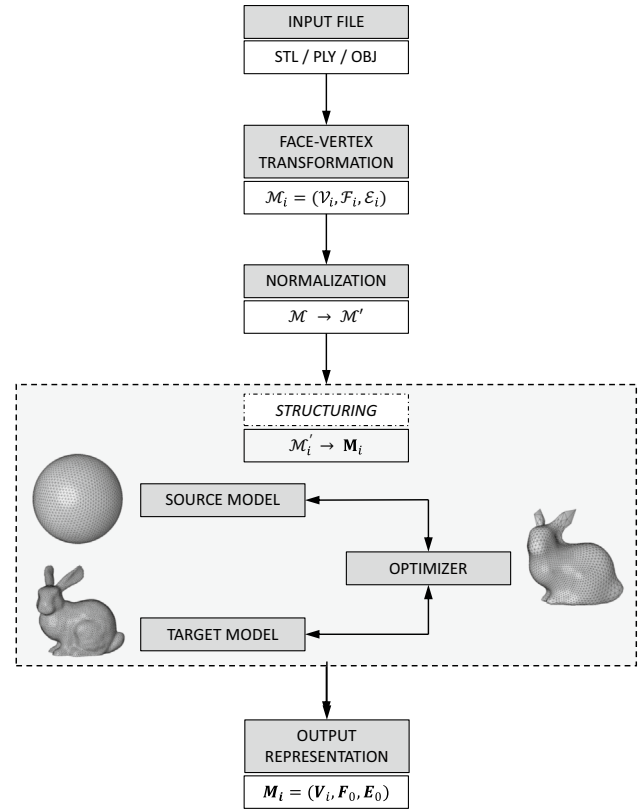 INPUT FILE
STL / PLY / OBJ
FACE-VERTEX
TRANSFORMATION
ℳᵢ = (𝒱ᵢ, ℱᵢ, ℰᵢ)
NORMALIZATION
ℳ → ℳ′
STRUCTURING
ℳᵢ′ → 𝐌ᵢ
SOURCE MODEL
OPTIMIZER
TARGET MODEL
OUTPUT
REPRESENTATION
𝑴ᵢ = (𝑽ᵢ, 𝑭₀, 𝑬₀)